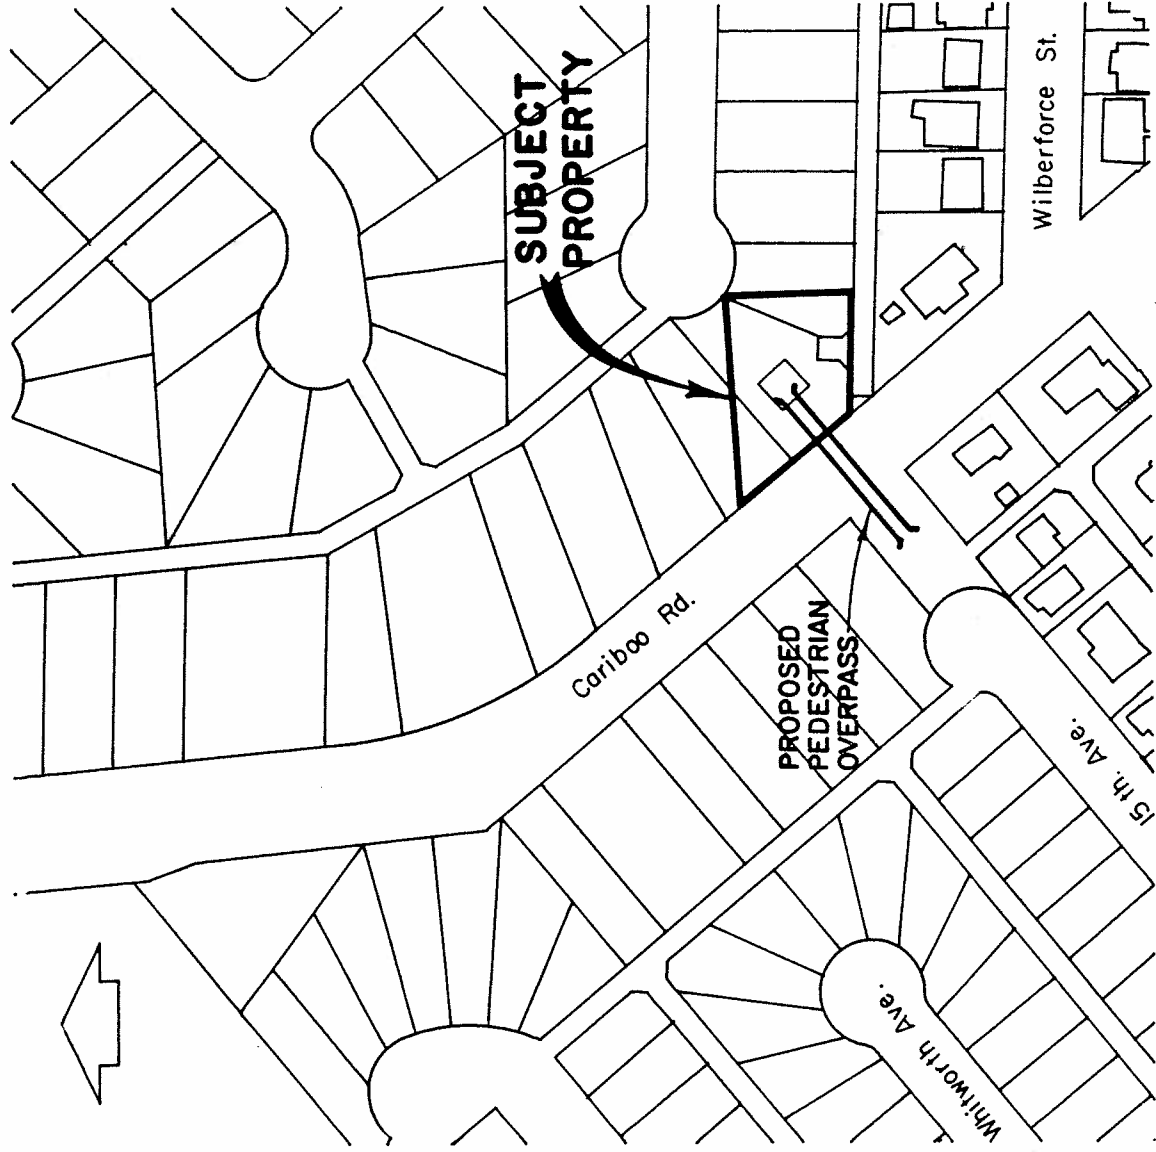 SUBJECT
PROPERTY
Wilberforce St.
Cariboo Rd.
PROPOSED
PEDESTRIAN
OVERPASS
15 th. Ave.
Whitworth Ave.